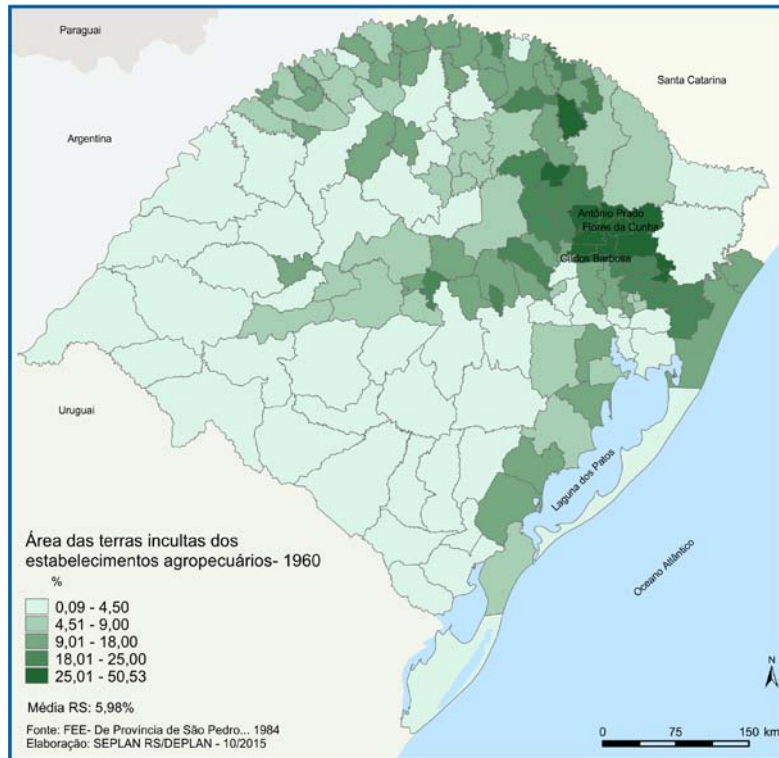 Paraguai
Santa Catarina
Argentina
Antônio Prado
Flores da Cunha
Carlos Barbosa
Uruguai
Laguna dos Patos
Oceano Atlântico
Área das terras incultas dos
estabelecimentos agropecuários- 1960
%
0,09 - 4,50
4,51 - 9,00
9,01 - 18,00
18,01 - 25,00
25,01 - 50,53
Média RS: 5,98%
Fonte: FEE- De Província de São Pedro... 1984
Elaboração: SEPLAN RS/DEPLAN - 10/2015
N
0 75 150 km